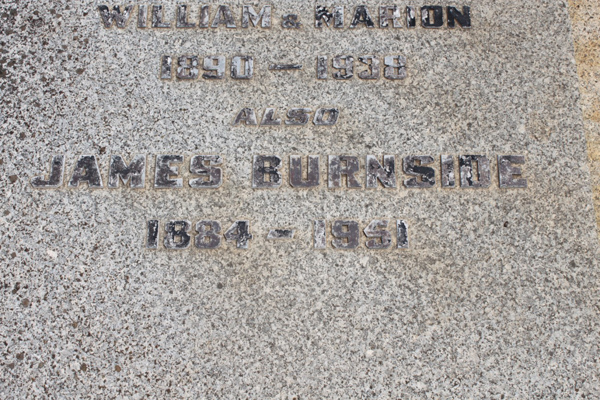 WILLIAM & MARION
1890 — 1938
ALSO
JAMES BURNSIDE
1884 - 1951